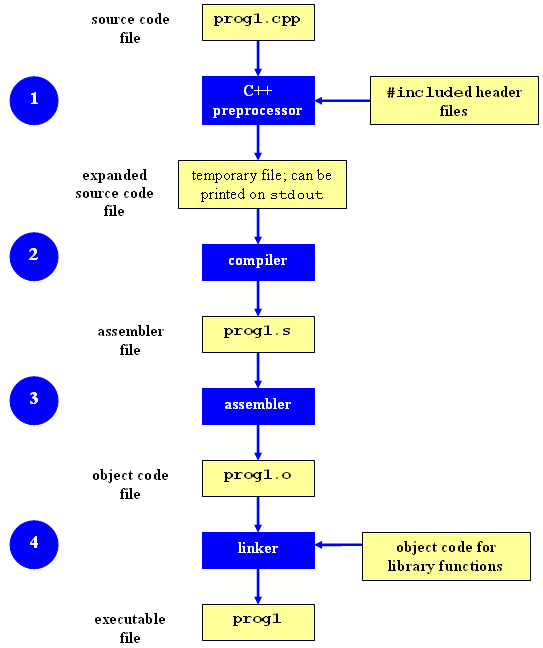 source code
file
prog1.cpp
1
C++
preprocessor
#included header
files
expanded
source code
file
temporary file; can be
printed on stdout
2
compiler
assembler
file
prog1.s
3
assembler
object code
file
prog1.o
4
linker
object code for
library functions
executable
file
prog1